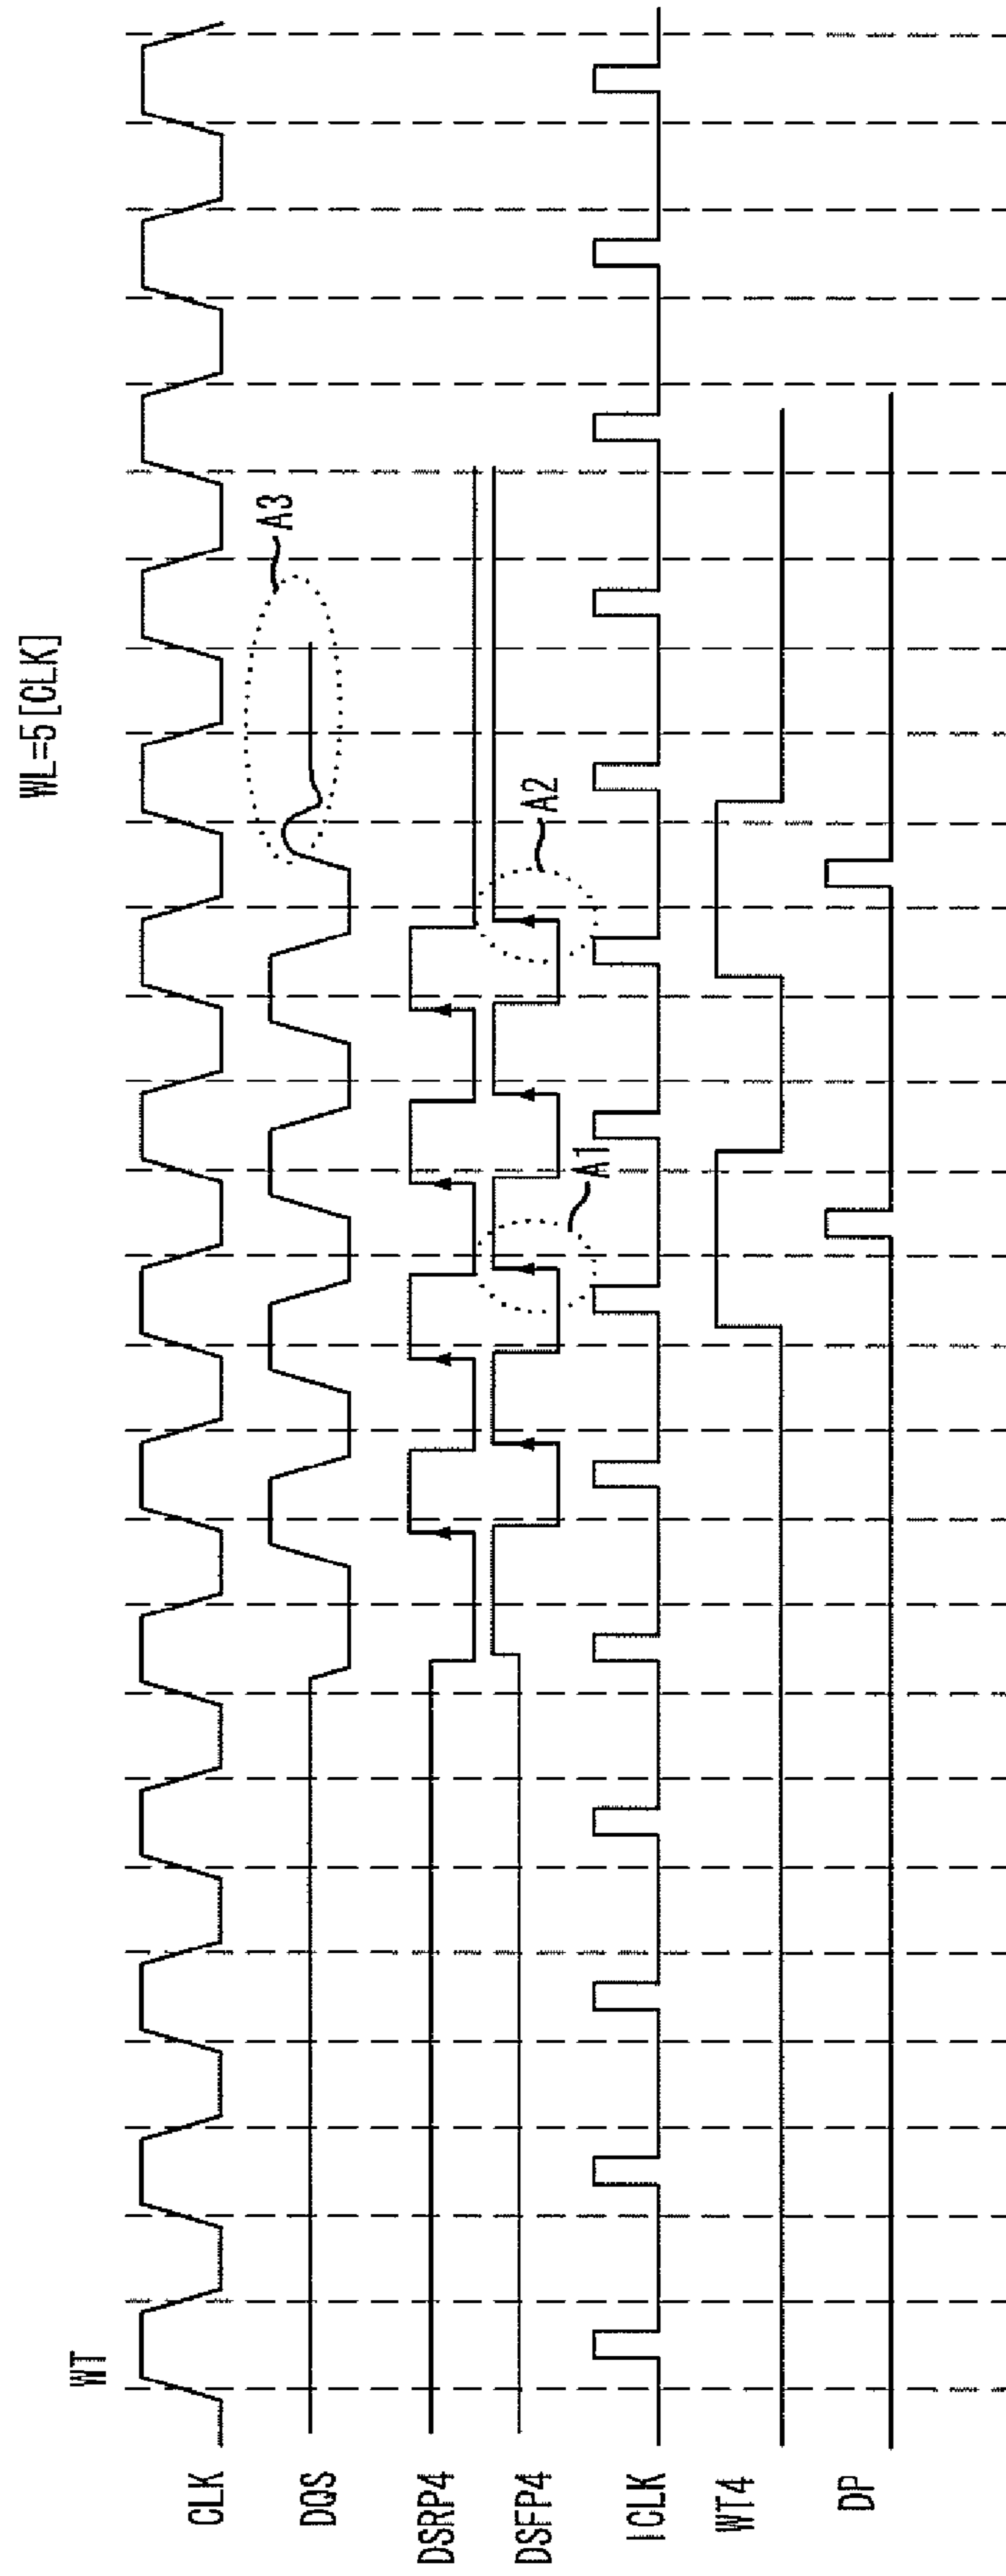 WL=5[CLK]
WT
CLK
DQS
A3
DSRP4
DSFP4
A1
A2
ICLK
WT4
DP